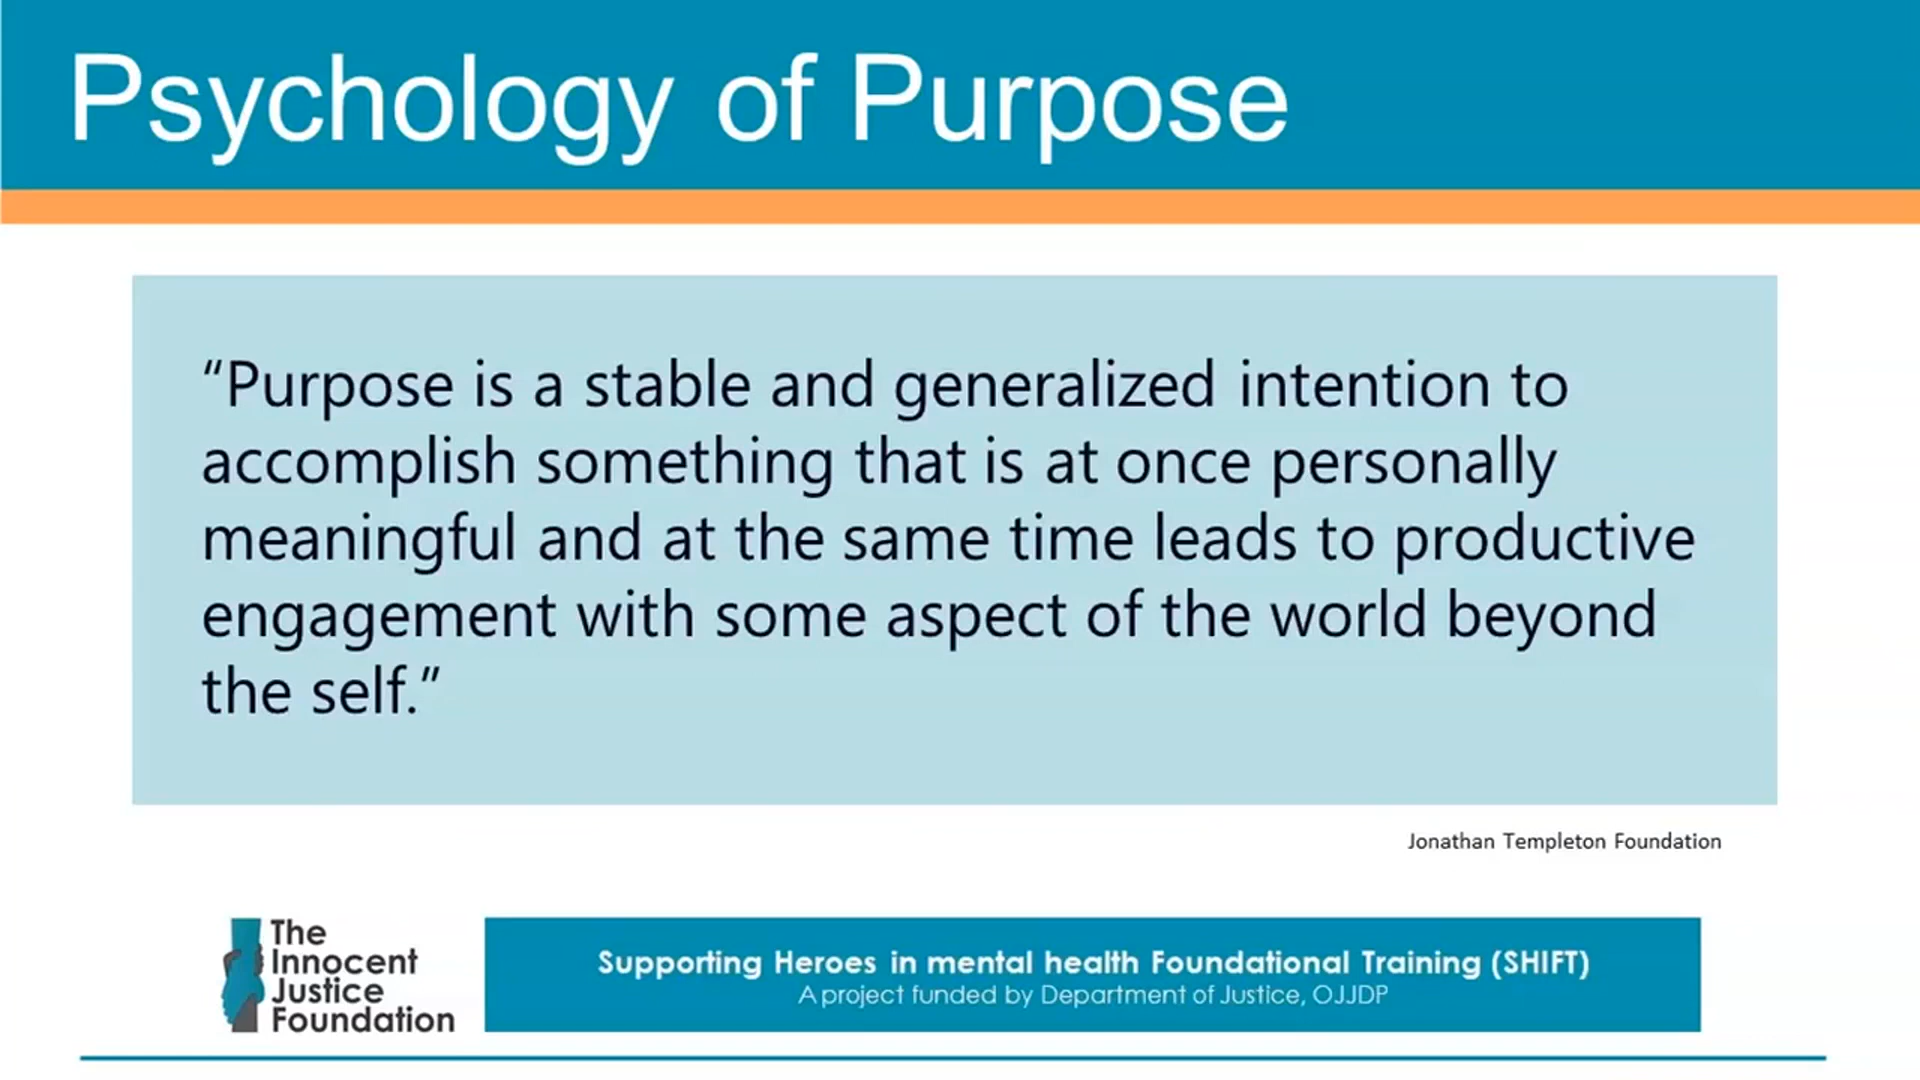 Psychology of Purpose
“Purpose is a stable and generalized intention to
accomplish something that is at once personally
meaningful and at the same time leads to productive
engagement with some aspect of the world beyond
the self.”
Jonathan Templeton Foundation
The
Innocent
Justice
Foundation
Supporting Heroes in mental health Foundational Training (SHIFT)
A project funded by Department of Justice, OJJDP